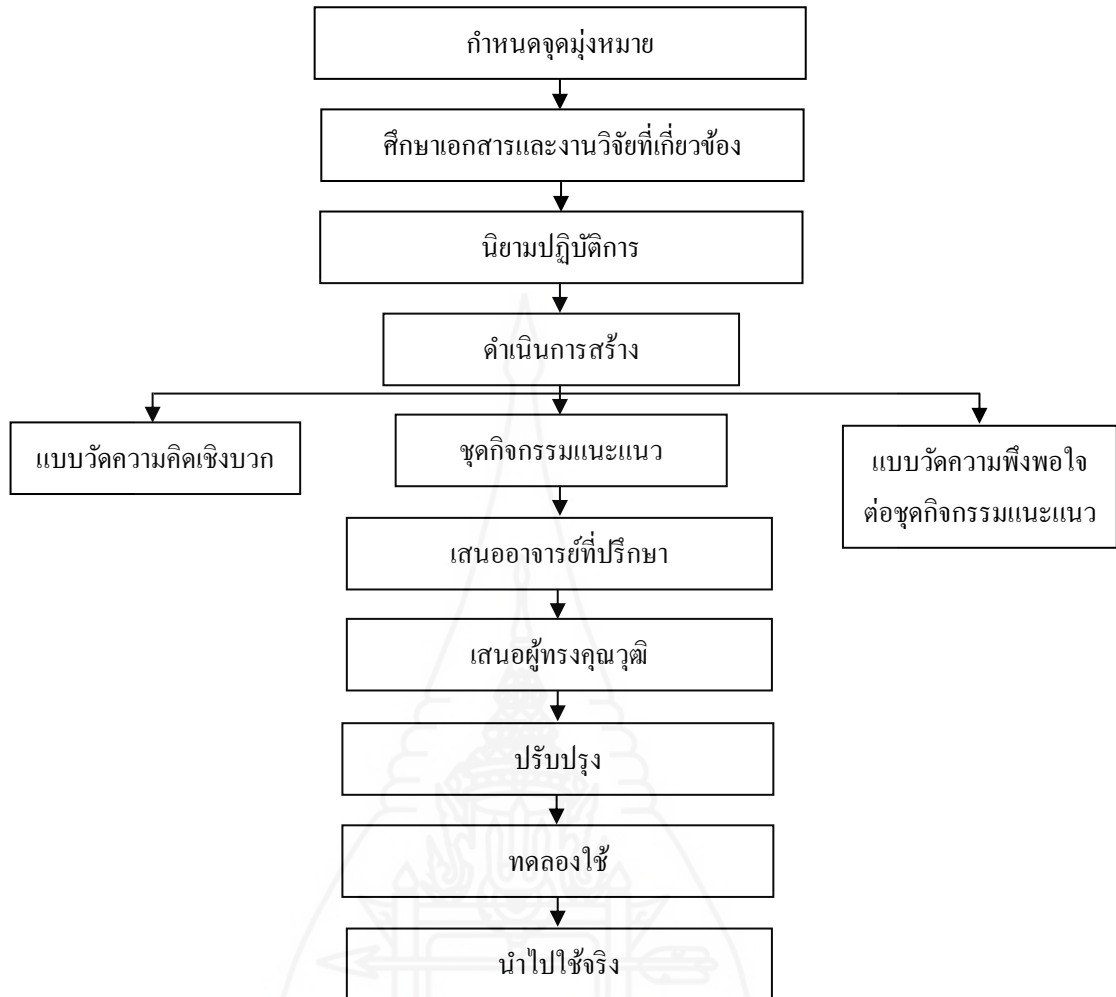 กำหนดจุดมุ่งหมาย
ศึกษาเอกสารและงานวิจัยที่เกี่ยวข้อง
นิยามปฏิบัติการ
ดำเนินการสร้าง
แบบวัดความคิดเชิงบวก
ชุดกิจกรรมแนะแนว
แบบวัดความพึงพอใจ
ต่อชุดกิจกรรมแนะแนว
เสนออาจารย์ที่ปรึกษา
เสนอผู้ทรงคุณวุฒิ
ปรับปรุง
ทดลองใช้
นำไปใช้จริง